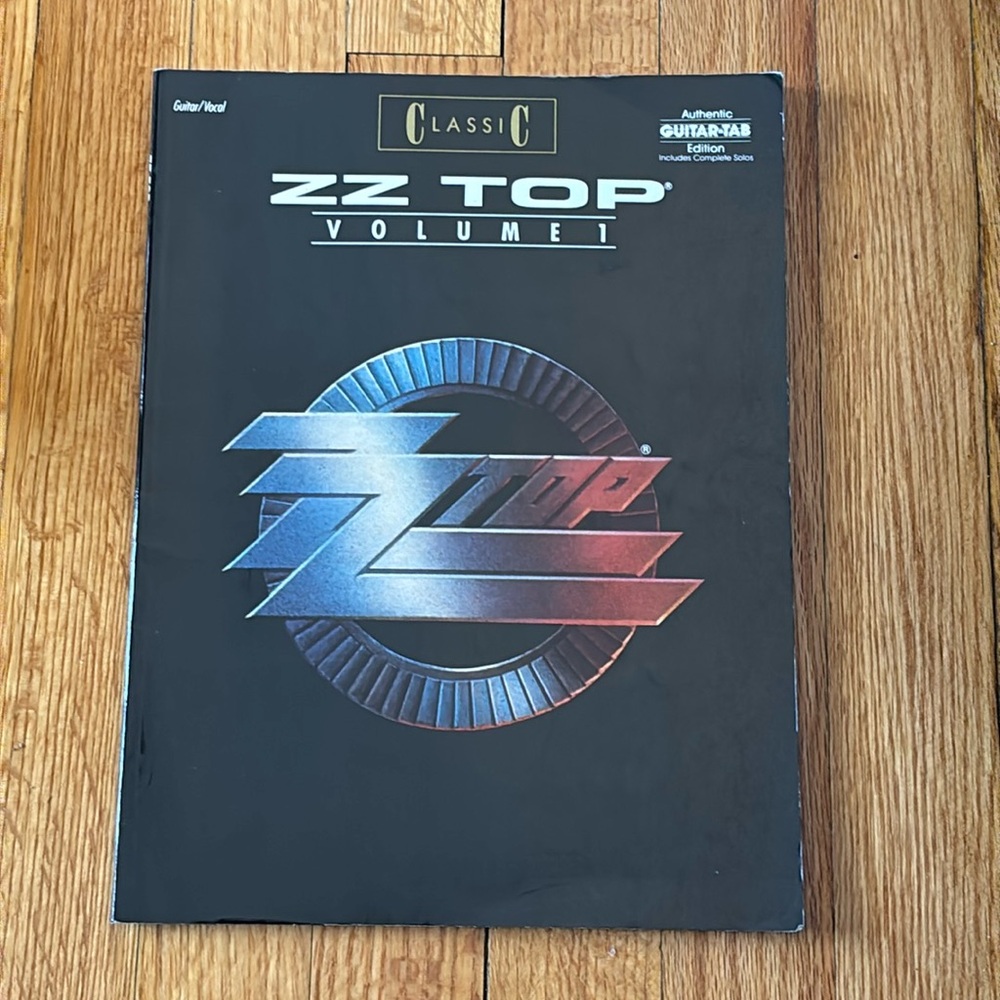 Guitar/Vocal
CLASSIC
Authentic
GUITAR-TAB
Edition
Includes Complete Solos
ZZ TOP®
VOLUME 1
®
ZZ TOP